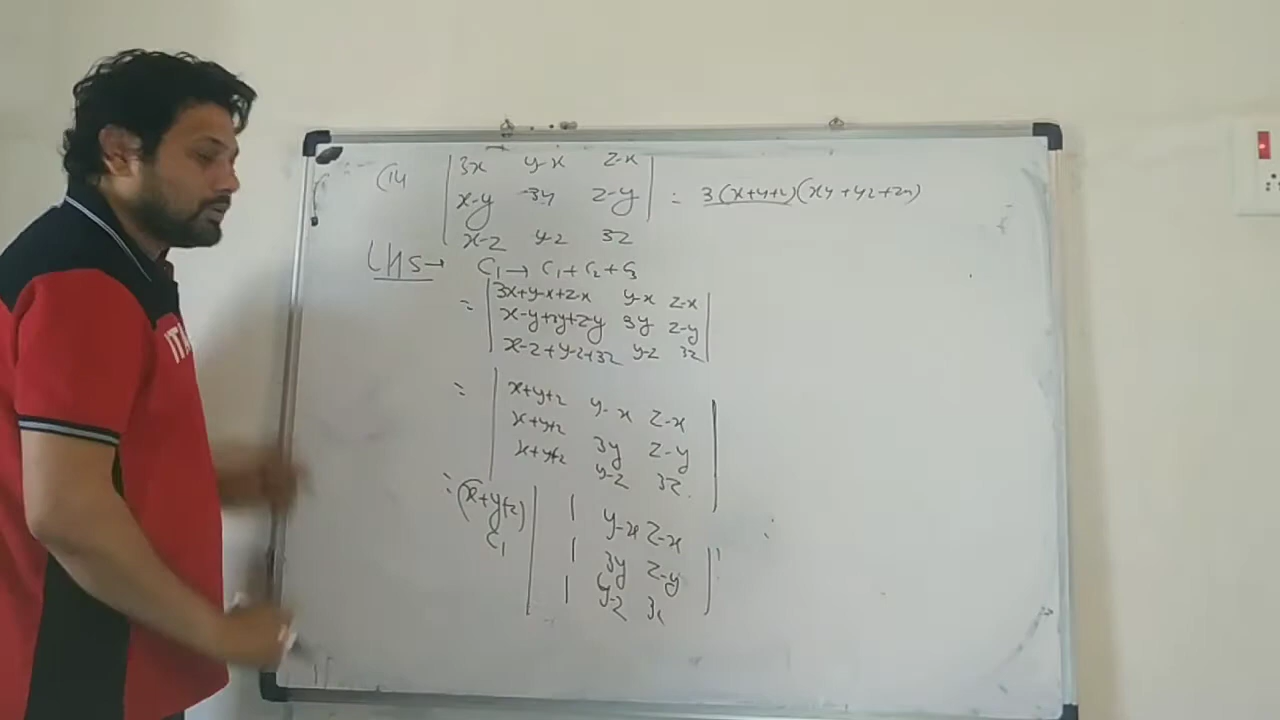 (14 | 3x y-x z-x |
| x-y 3y z-y | = 3(x+y+z)(xy+yz+zx)
| x-z y-z 3z |
LHS→ C₁→ C₁+C₂+C₃
= | 3x+y-x+z-x y-x z-x |
| x-y+3y+z-y 3y z-y |
| x-z+y-z+3z y-z 3z |
= | x+y+z y-x z-x |
| x+y+z 3y z-y |
| x+y+z y-z 3z |
= (x+y+z) | 1 y-x z-x |
C₁ | 1 3y z-y |
| 1 y-z 3z |